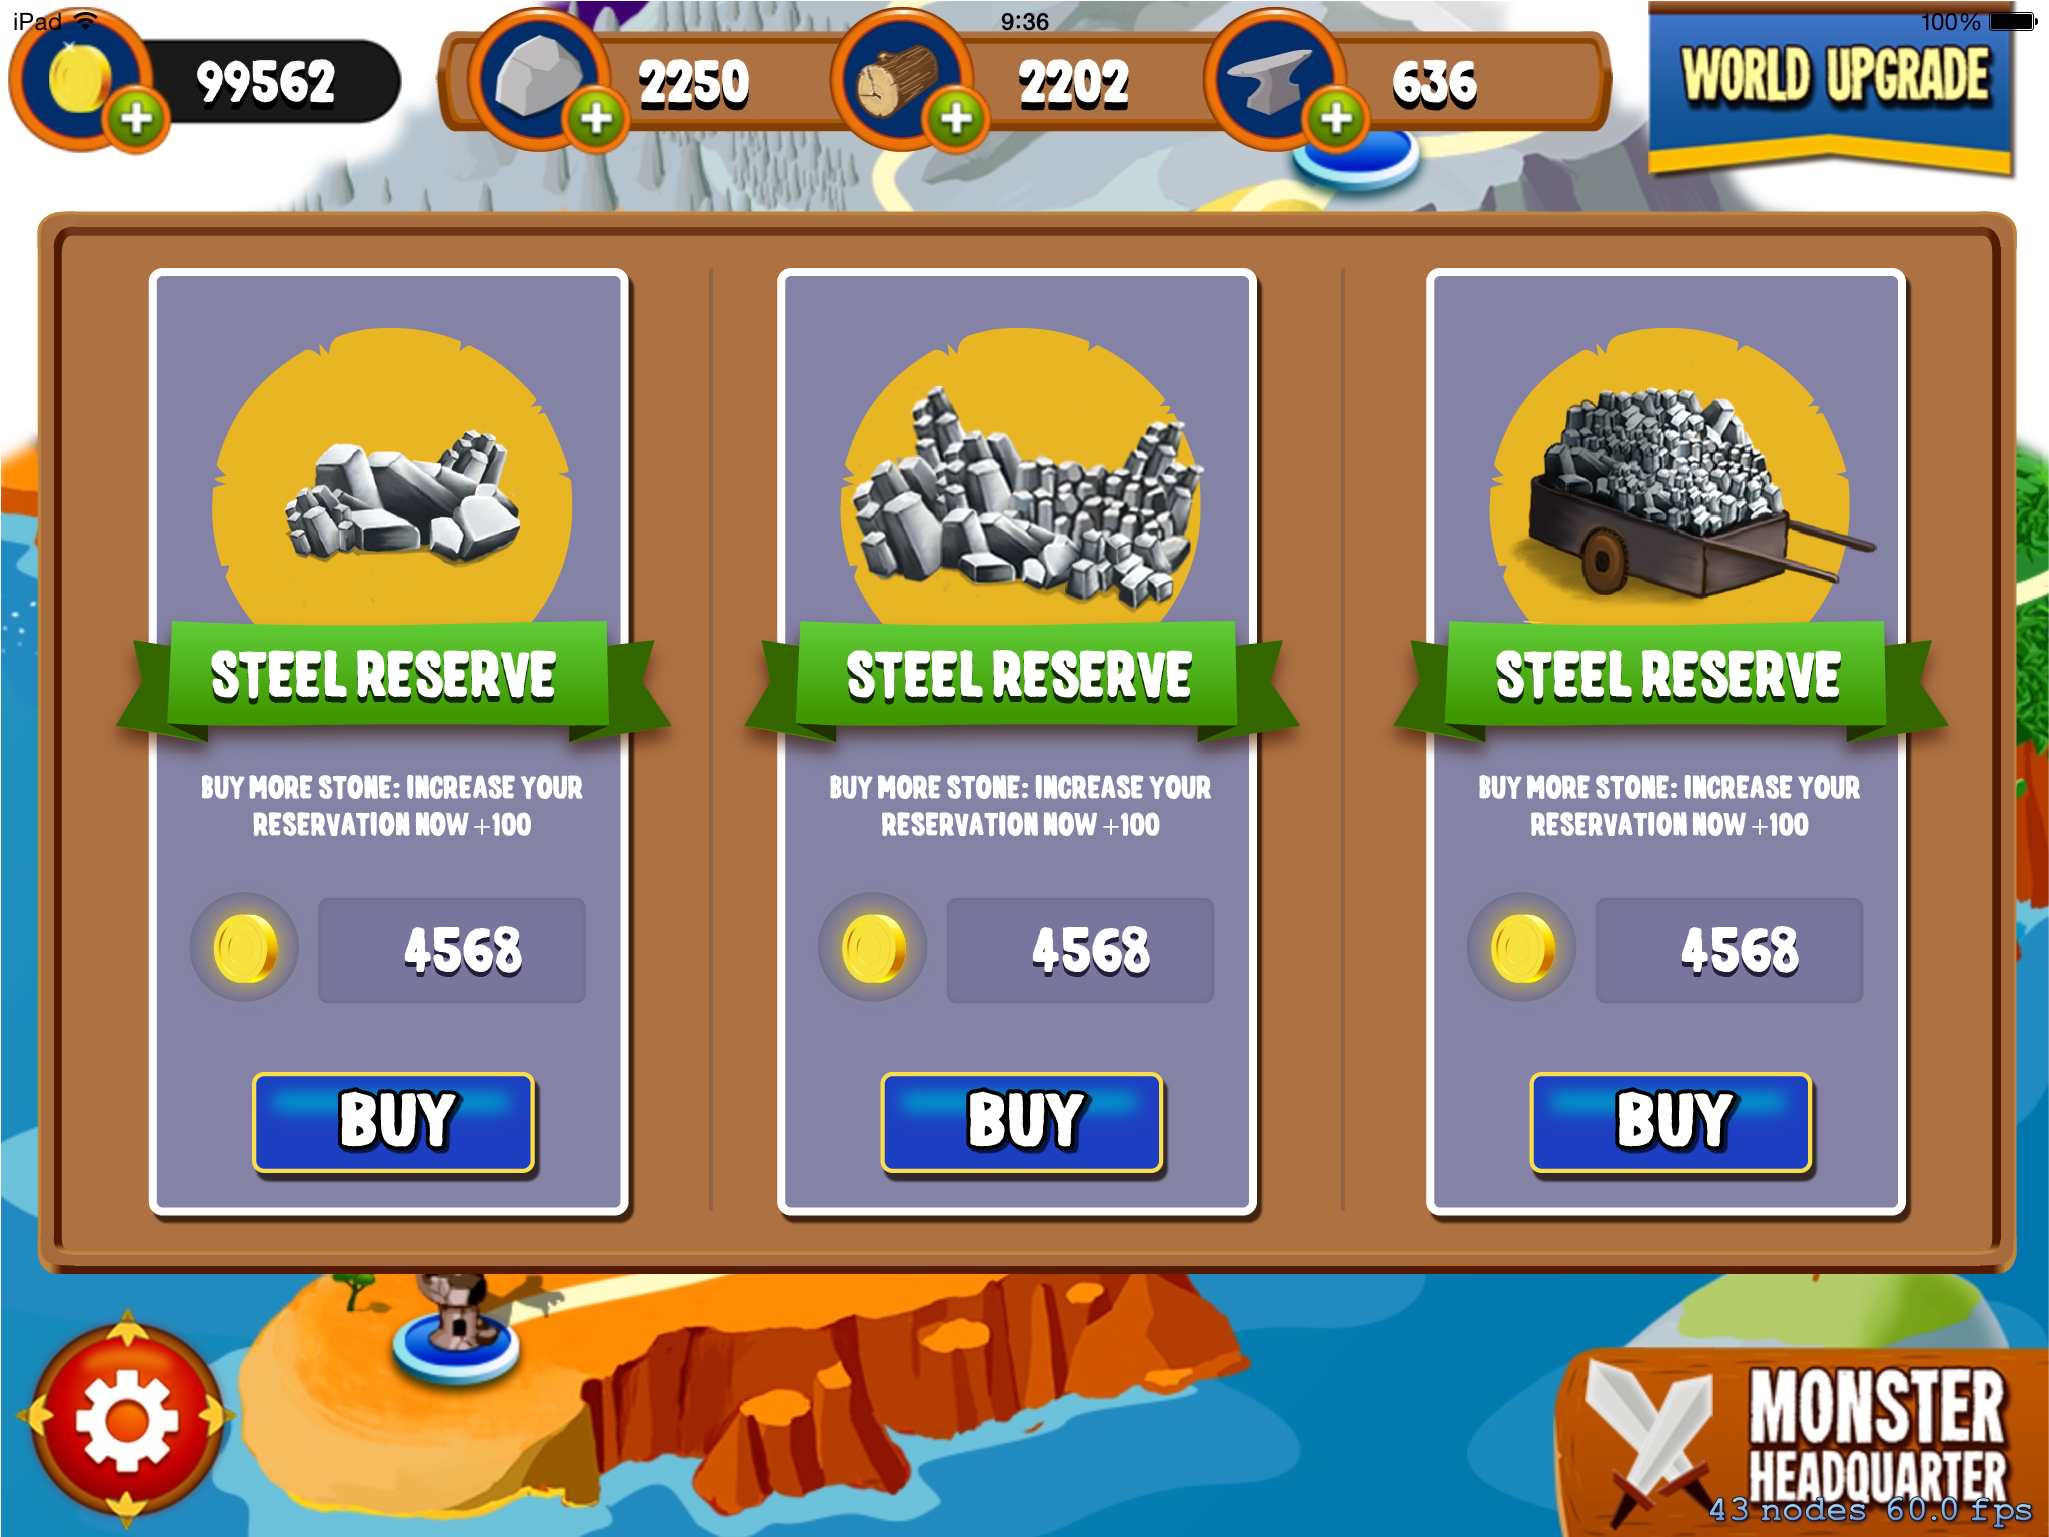 iPad 9:36 100%
99562 2250 2202 636 WORLD UPGRADE
STEEL RESERVE
BUY MORE STONE: INCREASE YOUR
RESERVATION NOW +100
4568
BUY
STEEL RESERVE
BUY MORE STONE: INCREASE YOUR
RESERVATION NOW +100
4568
BUY
STEEL RESERVE
BUY MORE STONE: INCREASE YOUR
RESERVATION NOW +100
4568
BUY
MONSTER
HEADQUARTER
43 nodes 60.0 fps